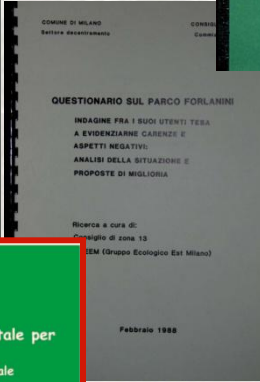 COMUNE DI MILANO
Settore decentramento
QUESTIONARIO SUL PARCO FORLANINI
INDAGINE FRA I SUOI UTENTI TESA
A EVIDENZIARNE CARENZE E
ASPETTI NEGATIVI:
ANALISI DELLA SITUAZIONE E
PROPOSTE DI MIGLIORIA
Ricerca a cura di:
Consiglio di zona 13
(Gruppo Ecologico Est Milano)
Febbraio 1988
tale per
ale